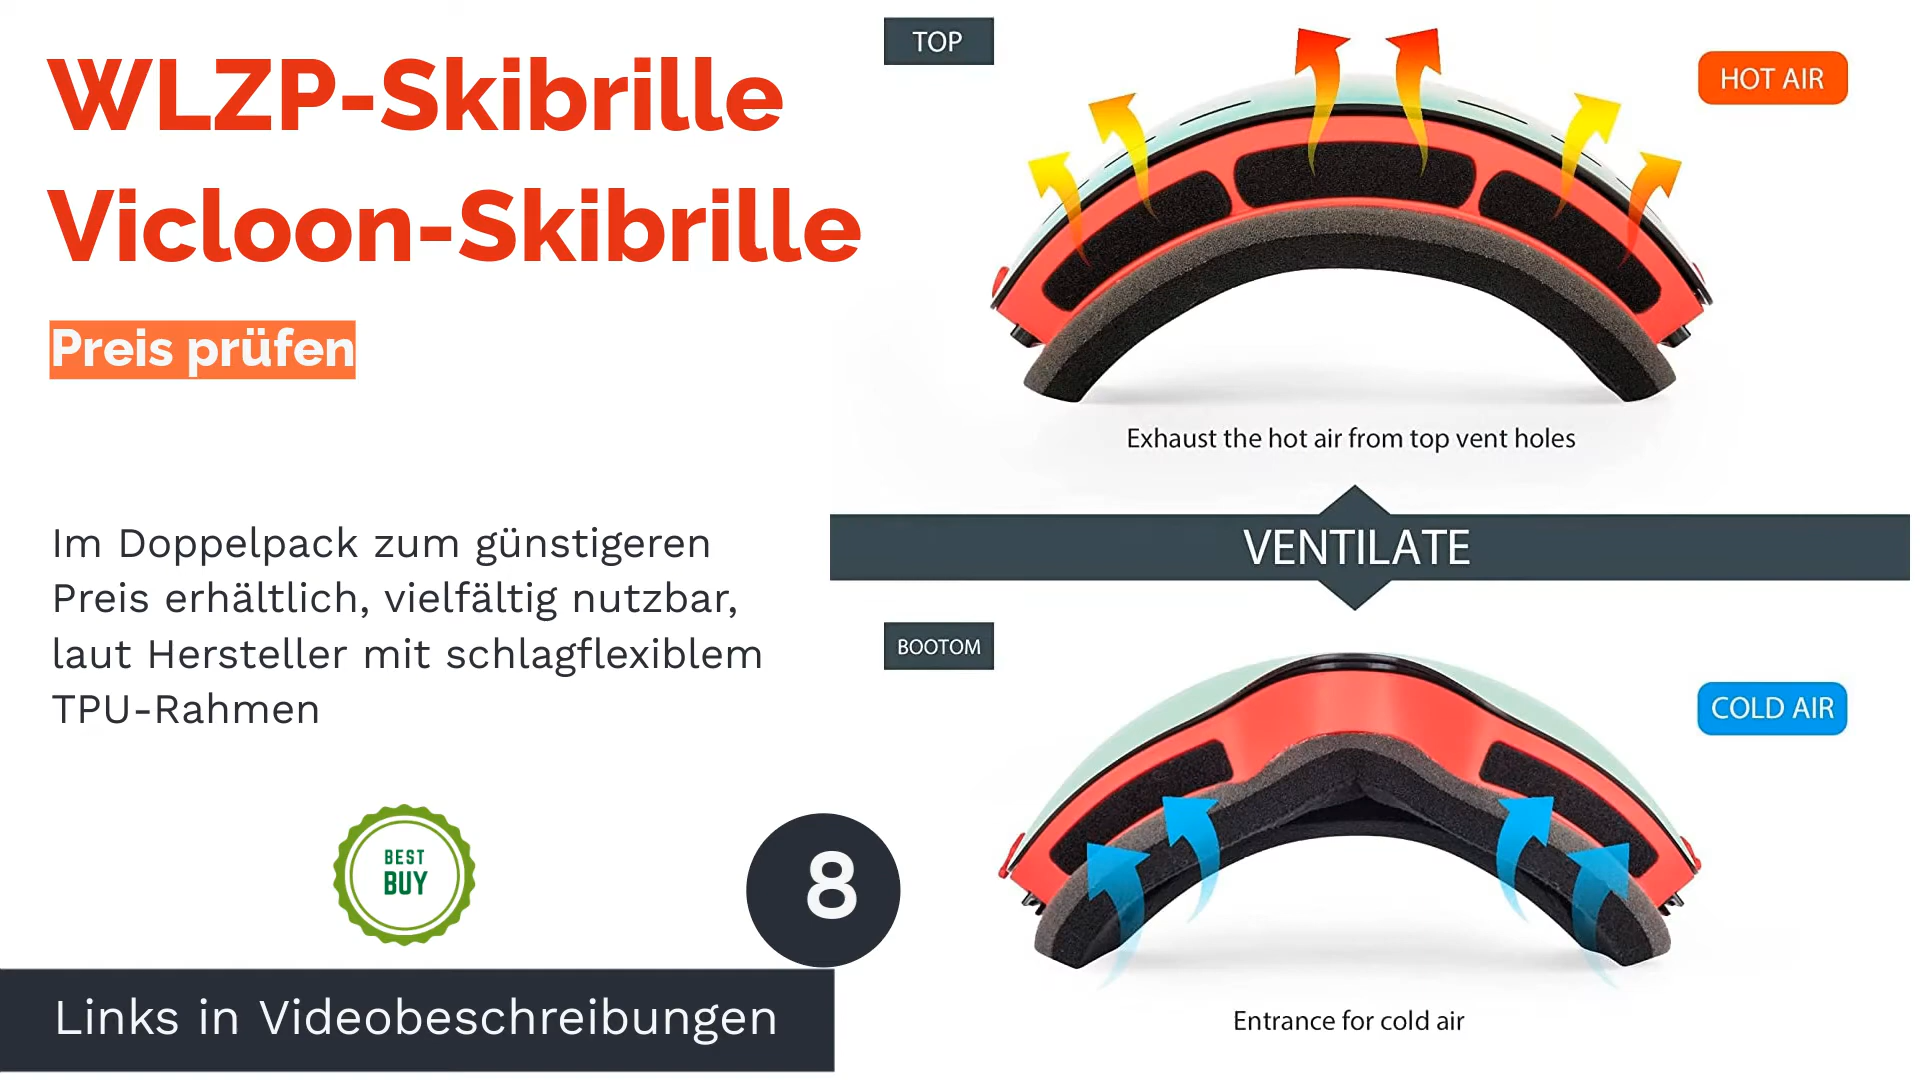 WLZP-Skibrille
Vicloon-Skibrille
Preis prüfen
Im Doppelpack zum günstigeren
Preis erhältlich, vielfältig nutzbar,
laut Hersteller mit schlagflexiblem
TPU-Rahmen
BEST
BUY
8
Links in Videobeschreibungen
TOP
HOT AIR
Exhaust the hot air from top vent holes
VENTILATE
BOOTOM
COLD AIR
Entrance for cold air